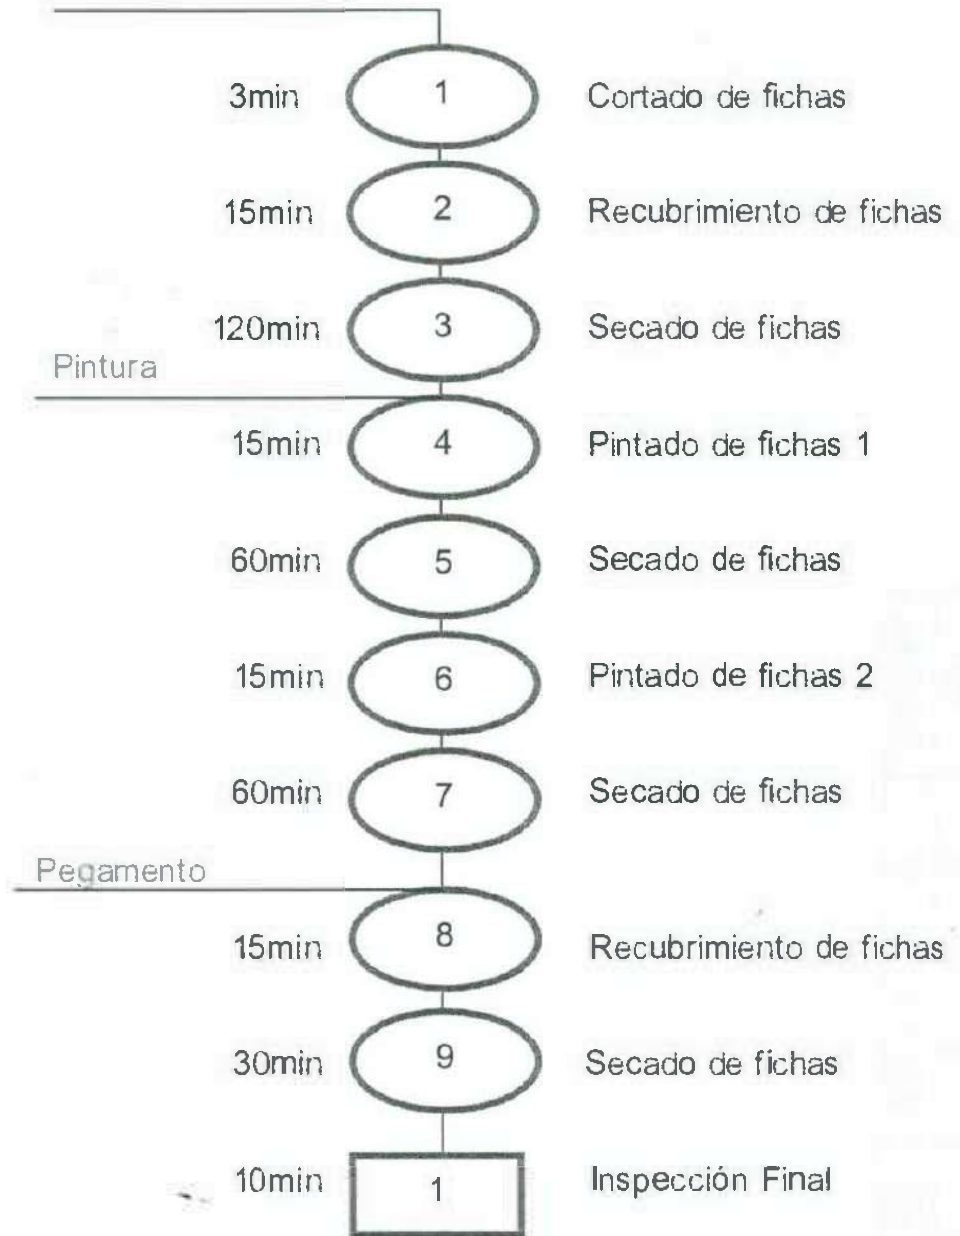 3min 1 Cortado de fichas
15min 2 Recubrimiento de fichas
120min 3 Secado de fichas
Pintura
15min 4 Pintado de fichas 1
60min 5 Secado de fichas
15min 6 Pintado de fichas 2
60min 7 Secado de fichas
Pegamento
15min 8 Recubrimiento de fichas
30min 9 Secado de fichas
10min 1 Inspección Final